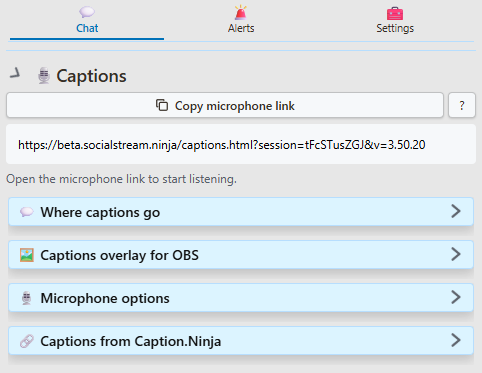 Chat
Alerts
Settings
Captions
Copy microphone link
?
https://beta.socialstream.ninja/captions.html?session=tFcSTusZGJ&v=3.50.20
Open the microphone link to start listening.
Where captions go
Captions overlay for OBS
Microphone options
Captions from Caption.Ninja